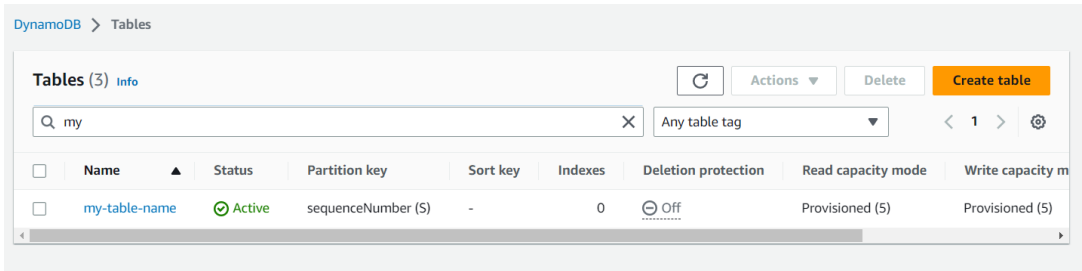 DynamoDB > Tables
Tables (3) Info
Actions ▼ Delete Create table
my
Any table tag
1
Name Status Partition key Sort key Indexes Deletion protection Read capacity mode Write capacity m
my-table-name Active sequenceNumber (S) - 0 Off Provisioned (5) Provisioned (5)